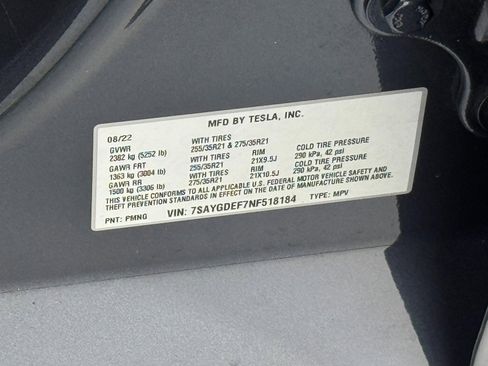 MFD BY TESLA, INC.
08/22
GVWR WITH TIRES COLD TIRE PRESSURE
2382 kg (5252 lb) 255/35R21 & 275/35R21 RIM 290 kPa, 42 psi
GAWR FRT WITH TIRES 21X9.5J COLD TIRE PRESSURE
1363 kg (3004 lb) 255/35R21 RIM 290 kPa, 42 psi
GAWR RR WITH TIRES 21X10.5J
1500 kg (3306 lb) 275/35R21
THIS VEHICLE CONFORMS TO ALL APPLICABLE U.S. FEDERAL MOTOR VEHICLE SAFETY AND
THEFT PREVENTION STANDARDS IN EFFECT ON THE DATE OF MANUFACTURE SHOWN ABOVE.
VIN: 7SAYGDEF7NF518184
PNT: PMNG TYPE: MPV